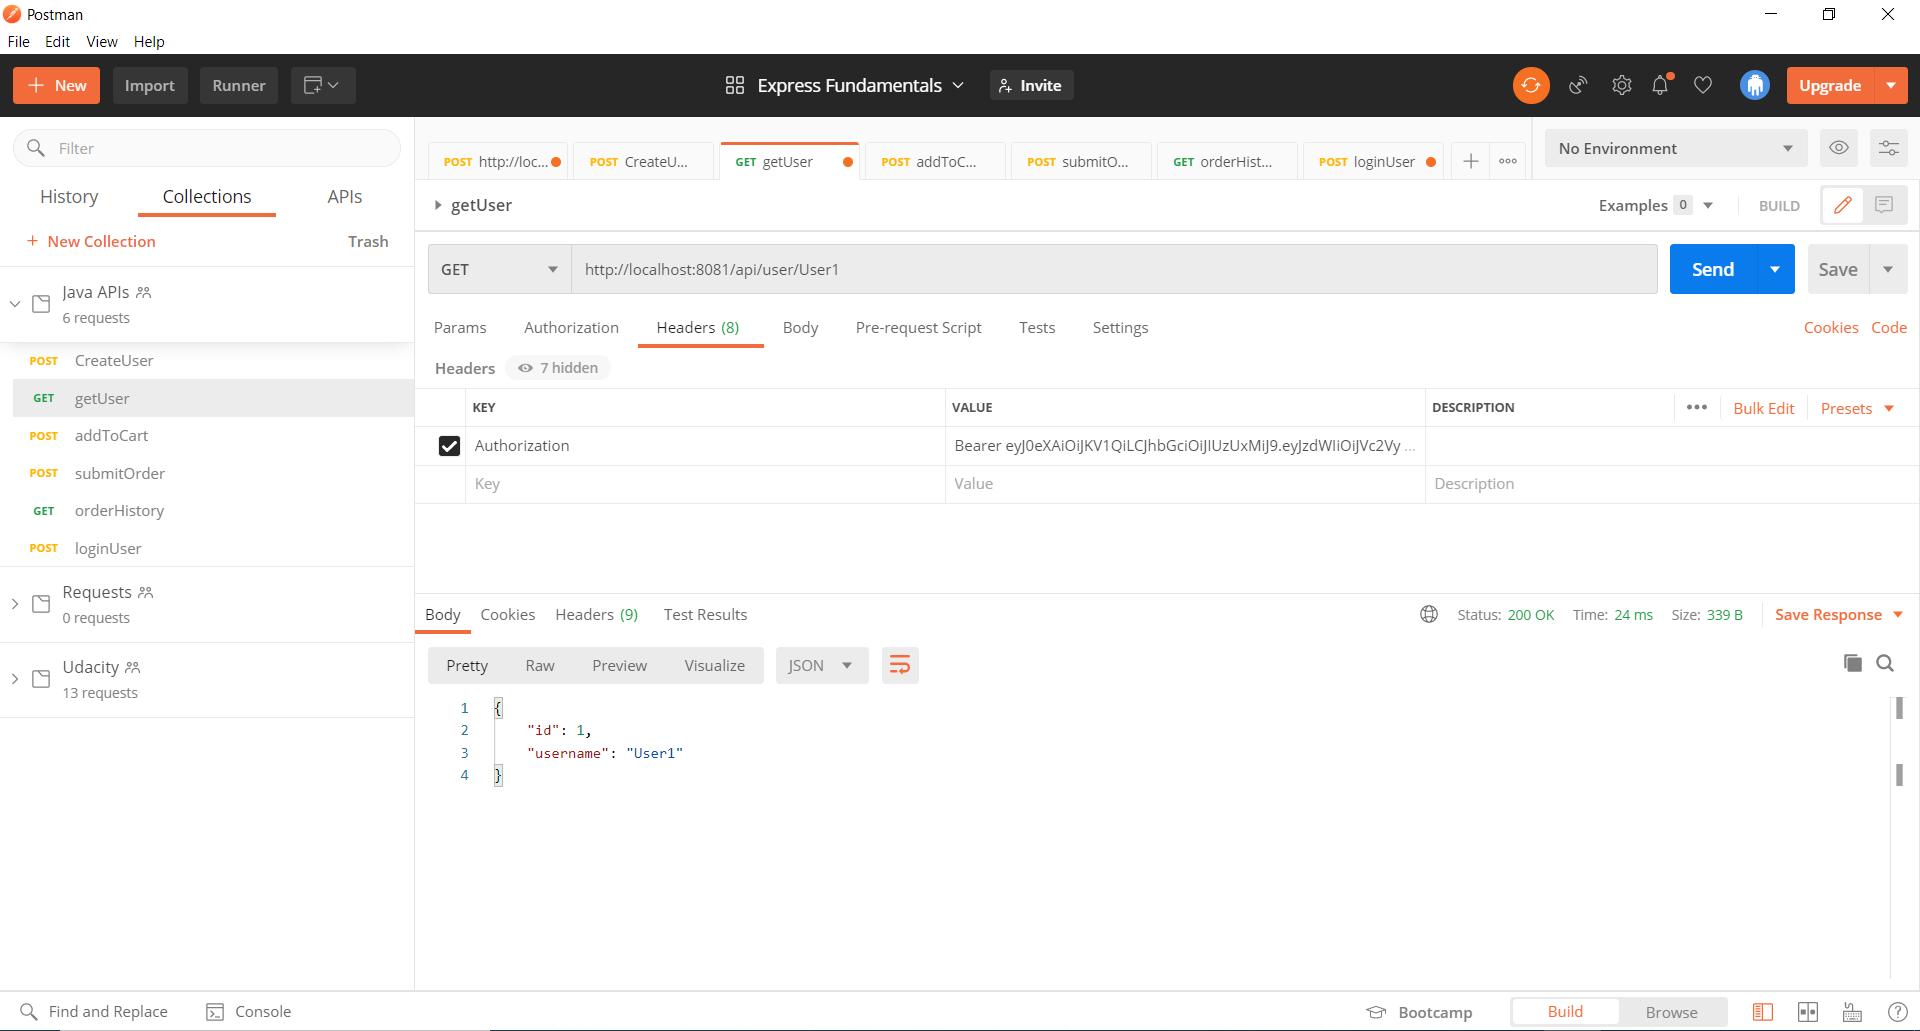 Postman
File Edit View Help
New Import Runner Express Fundamentals Invite Upgrade
Filter
History Collections APIs
New Collection Trash
Java APIs
6 requests
POST CreateUser
GET getUser
POST addToCart
POST submitOrder
GET orderHistory
POST loginUser
Requests
0 requests
Udacity
13 requests
POST http://loc... POST CreateU... GET getUser POST addToC... POST submitO... GET orderHist... POST loginUser No Environment
getUser Examples 0 BUILD
GET http://localhost:8081/api/user/User1 Send Save
Params Authorization Headers (8) Body Pre-request Script Tests Settings Cookies Code
Headers 7 hidden
KEY VALUE DESCRIPTION Bulk Edit Presets
Authorization Bearer eyJ0eXAiOiJKV1QiLCJhbGciOiJIUzUxMiJ9.eyJzdWIiOiJVc2Vy ...
Key Value Description
Body Cookies Headers (9) Test Results Status: 200 OK Time: 24 ms Size: 339 B Save Response
Pretty Raw Preview Visualize JSON
1 {
2 "id": 1,
3 "username": "User1"
4 }
Find and Replace Console Bootcamp Build Browse